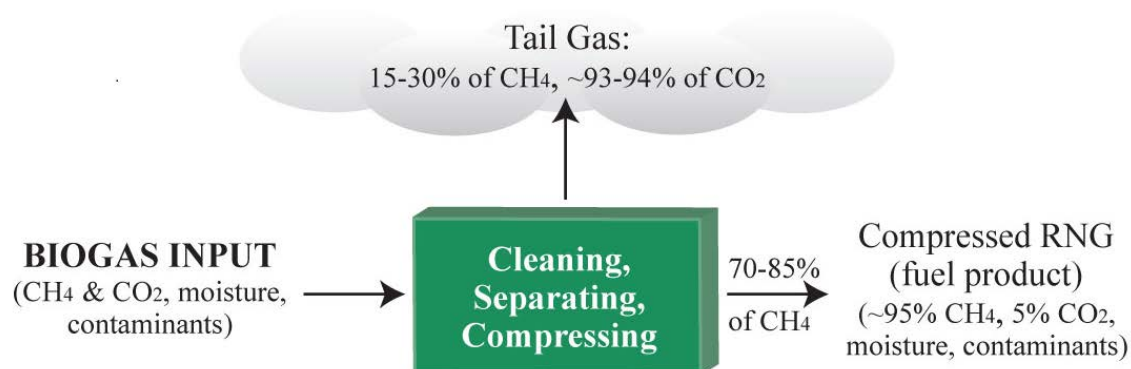 Tail Gas:
15-30% of CH4, ~93-94% of CO2
BIOGAS INPUT
(CH4 & CO2, moisture,
contaminants)
Cleaning,
Separating,
Compressing
70-85%
of CH4
Compressed RNG
(fuel product)
(~95% CH4, 5% CO2,
moisture, contaminants)